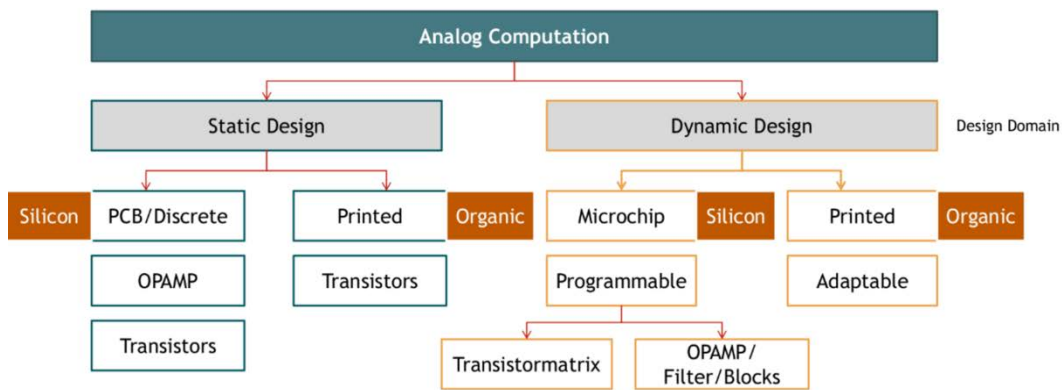 Analog Computation
Static Design
Dynamic Design
Design Domain
Silicon
PCB/Discrete
Printed
Organic
Microchip
Silicon
Printed
Organic
OPAMP
Transistors
Programmable
Adaptable
Transistors
Transistormatrix
OPAMP/
Filter/Blocks